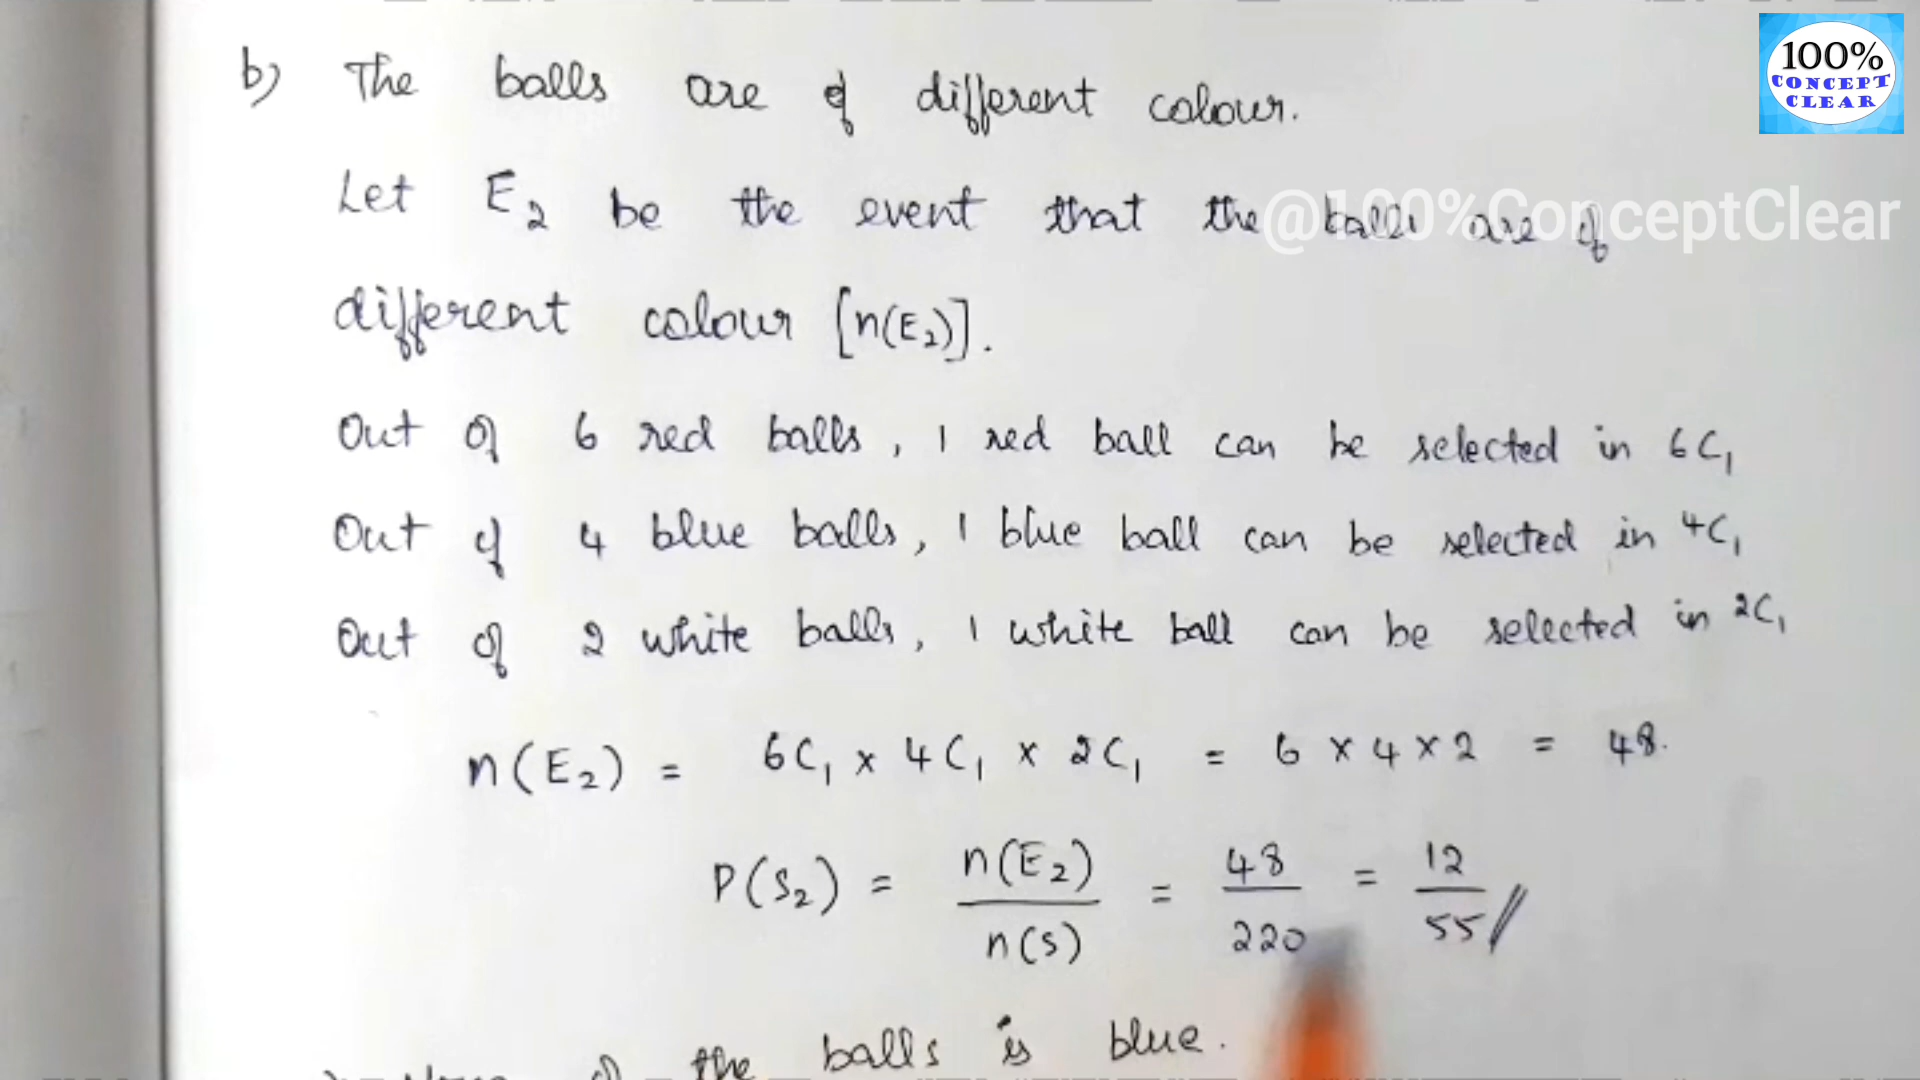 100%
CONCEPT
CLEAR
b) The balls are of different colour.
@100%ConceptClear
Let E₂ be the event that the balls are of
different colour [n(E₂)].
Out of 6 red balls, 1 red ball can be selected in 6C₁
Out of 4 blue balls, 1 blue ball can be selected in 4C₁
Out of 2 white balls, 1 white ball can be selected in 2C₁
n(E₂) = 6C₁ x 4C₁ x 2C₁ = 6 x 4 x 2 = 48.
P(S₂) = n(E₂)/n(S) = 48/220 = 12/55//
the balls is blue.